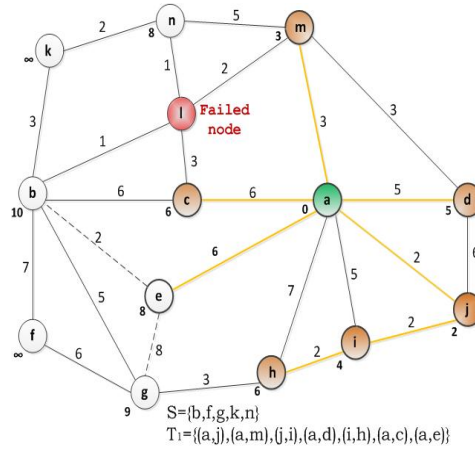 n 5 m
8 3
k 2
∞
1 2
l Failed
node
3 1 3 3 3
b 6 c 6 a 5 d
10 6 0 5
2 6 2 6
7 5 7 5
e j
8 2
f 8 i
∞ 6 2 2 4
h
g 3 6
9
S={b,f,g,k,n}
T1={(a,j),(a,m),(j,i),(a,d),(i,h),(a,c),(a,e)}